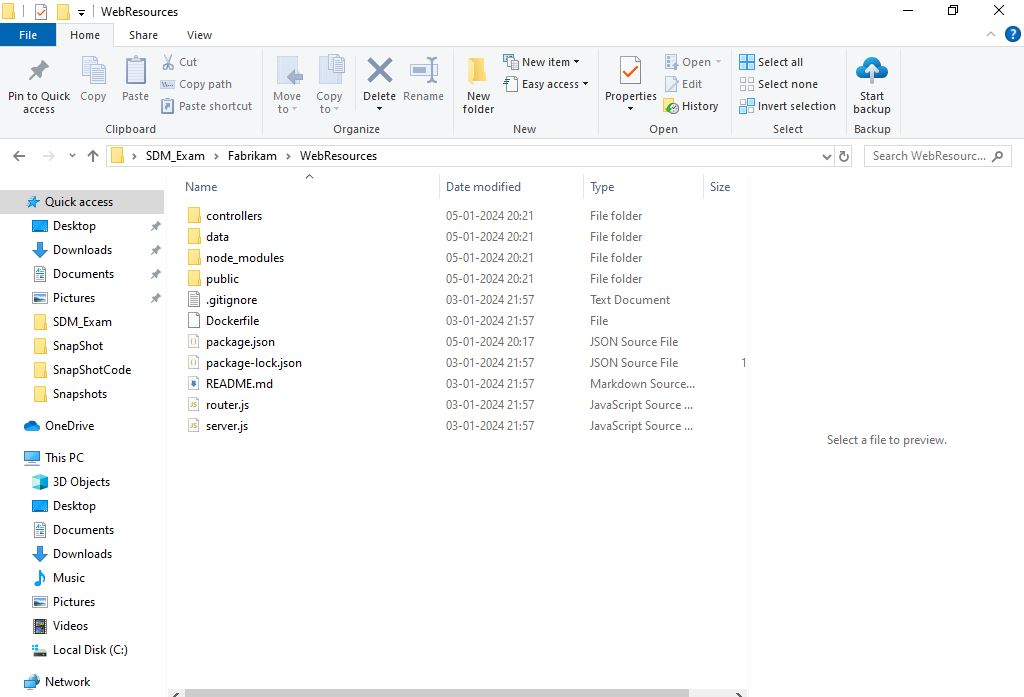 WebResources
File Home Share View
Pin to Quick access
Copy
Paste
Cut
Copy path
Paste shortcut
Clipboard
Move to
Copy to
Delete
Rename
Organize
New folder
New item
Easy access
New
Properties
Open
Edit
History
Open
Select all
Select none
Invert selection
Select
Start backup
Backup
SDM_Exam > Fabrikam > WebResources
Search WebResourc...
Name Date modified Type Size
controllers 05-01-2024 20:21 File folder
data 05-01-2024 20:21 File folder
node_modules 05-01-2024 20:21 File folder
public 05-01-2024 20:21 File folder
.gitignore 03-01-2024 21:57 Text Document
Dockerfile 03-01-2024 21:57 File
package.json 05-01-2024 20:17 JSON Source File
package-lock.json 03-01-2024 21:57 JSON Source File 1
README.md 03-01-2024 21:57 Markdown Source...
router.js 03-01-2024 21:57 JavaScript Source ...
server.js 03-01-2024 21:57 JavaScript Source ...
Quick access
Desktop
Downloads
Documents
Pictures
SDM_Exam
SnapShot
SnapShotCode
Snapshots
OneDrive
This PC
3D Objects
Desktop
Documents
Downloads
Music
Pictures
Videos
Local Disk (C:)
Network
Select a file to preview.